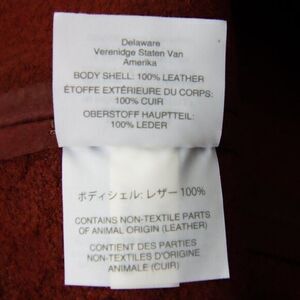 Delaware
Verenidge Staten Van
Amerika
BODY SHELL: 100% LEATHER
ÉTOFFE EXTÉRIEURE DU CORPS:
100% CUIR
OBERSTOFF HAUPTTEIL:
100% LEDER
ボディシェル: レザー 100%
CONTAINS NON-TEXTILE PARTS
OF ANIMAL ORIGIN (LEATHER)
CONTIENT DES PARTIES
NON-TEXTILES D'ORIGINE
ANIMALE (CUIR)